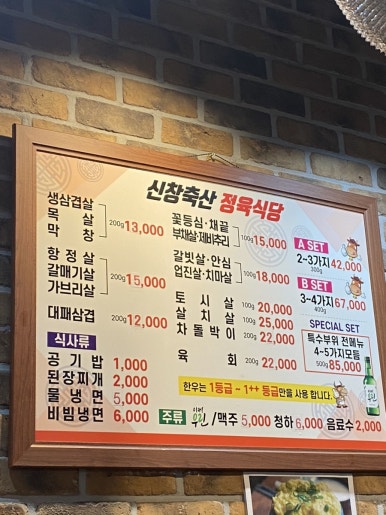 신창축산 정육식당
생삼겹살
목 살
막 창
200g 13,000
항 정 살
갈매기살
가브리살
200g 15,000
대패삼겹 200g 12,000
식사류
공 기 밥 1,000
된장찌개 2,000
물 냉 면 5,000
비빔냉면 6,000
꽃등심·채끝
부채살·제비추리
100g 15,000
갈빗살·안심
업진살·치마살
100g 18,000
토 시 살 100g 20,000
살 치 살 100g 25,000
차 돌 박 이 200g 22,000
육 회 200g 22,000
A SET
2~3가지 42,000
300g
B SET
3~4가지 67,000
400g
SPECIAL SET
특수부위 전메뉴
4~5가지모듬
500g 85,000
한우는 1등급 ~ 1++ 등급만을 사용 합니다.
주류 이제 우린 /맥주 5,000 청하 6,000 음료수 2,000